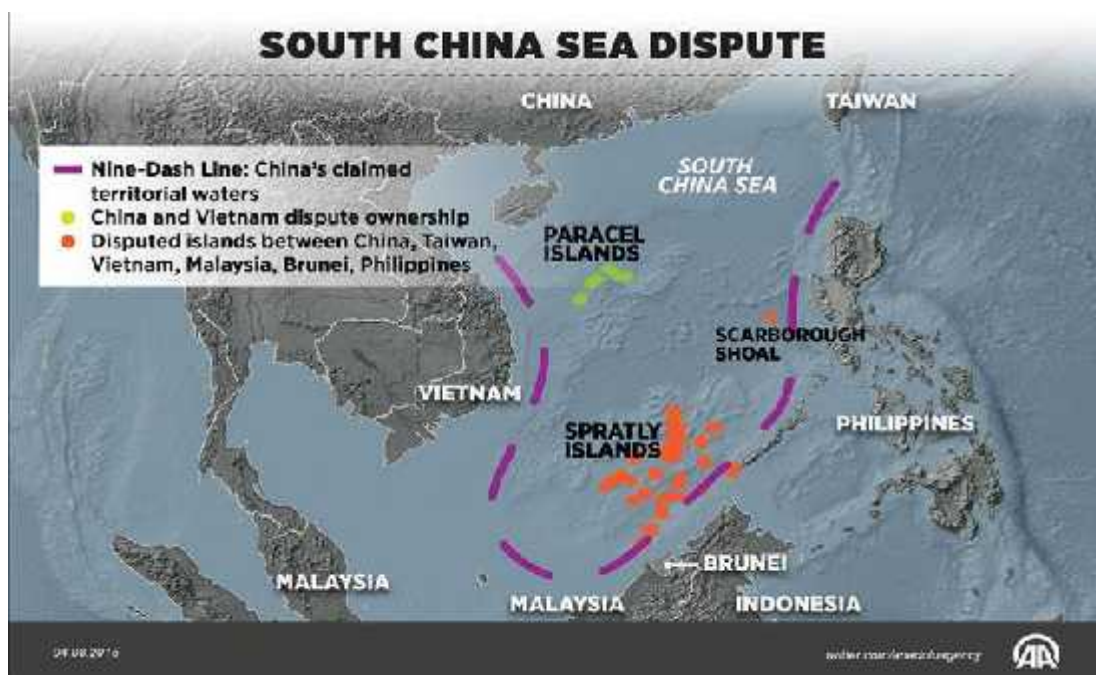 SOUTH CHINA SEA DISPUTE
CHINA
TAIWAN
Nine-Dash Line: China's claimed
territorial waters
China and Vietnam dispute ownership
Disputed islands between China, Taiwan,
Vietnam, Malaysia, Brunei, Philippines
SOUTH
CHINA SEA
PARACEL
ISLANDS
SCARBOROUGH
SHOAL
VIETNAM
PHILIPPINES
SPRATLY
ISLANDS
BRUNEI
MALAYSIA
MALAYSIA
INDONESIA
AA